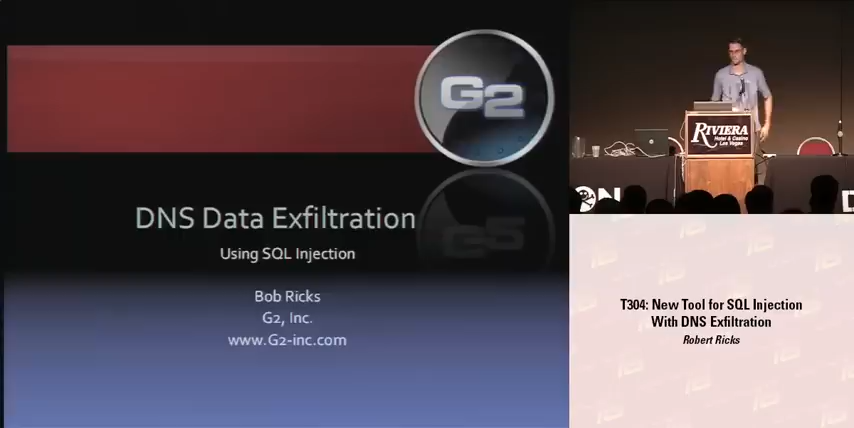 G2
DNS Data Exfiltration
Using SQL Injection
Bob Ricks
G2, Inc.
www.G2-inc.com
RIVIERA
Hotel & Casino
Las Vegas
ON
D
T304: New Tool for SQL Injection
With DNS Exfiltration
Robert Ricks